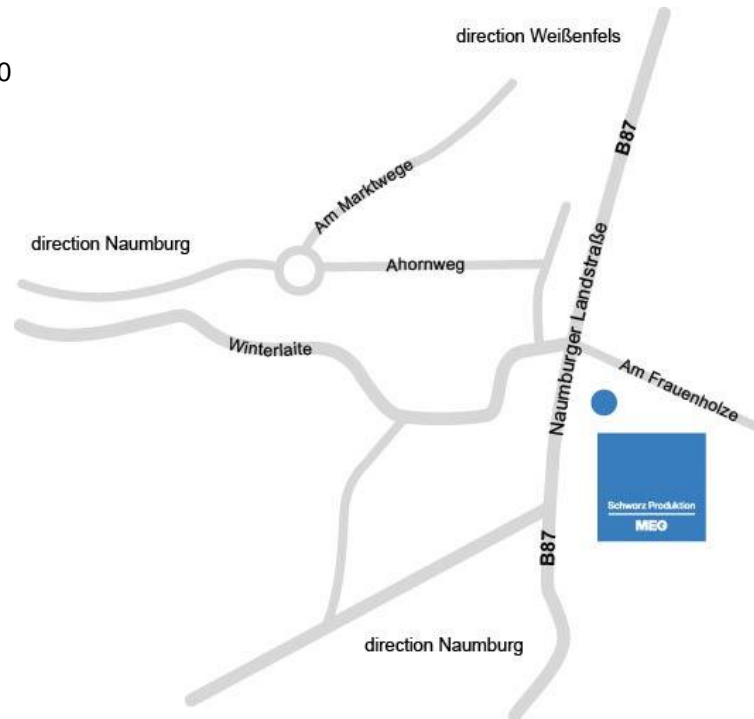 direction Weißenfels
0
B87
Am Marktwege
direction Naumburg
Naumburger Landstraße
Ahornweg
Winterlaite
Am Frauenholze
Schwarz Produktion
MEG
B87
direction Naumburg